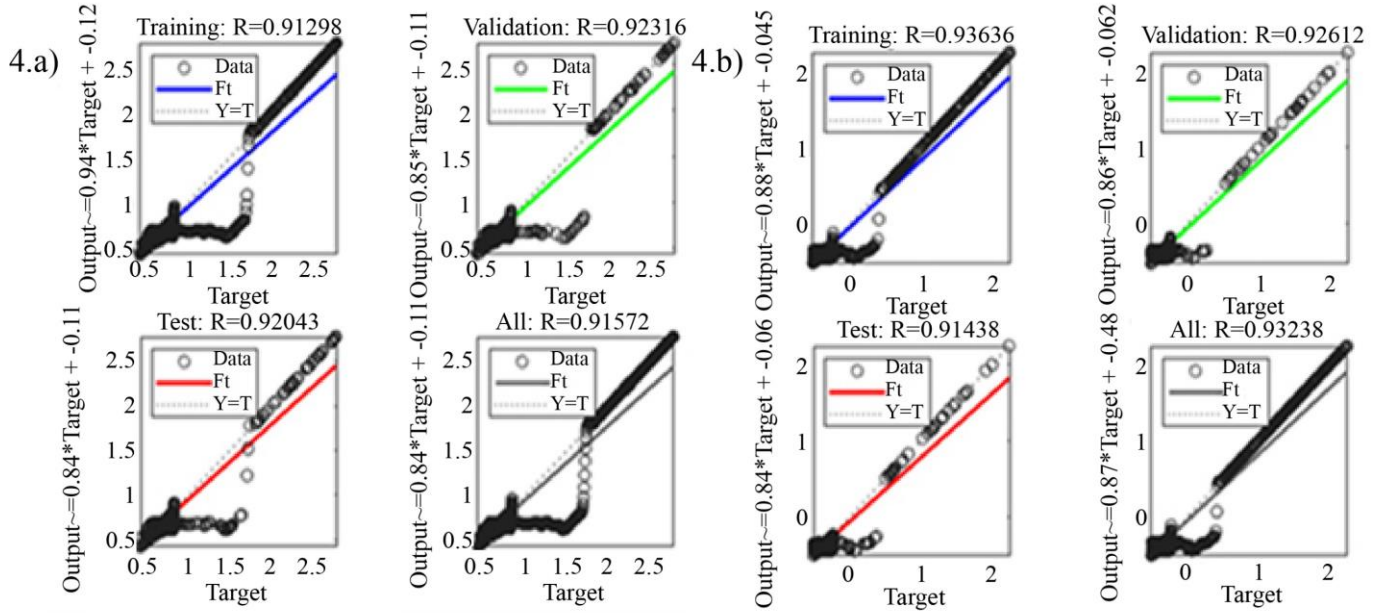 4.a)
Training: R=0.91298
Output~=0.94*Target + -0.12
Data
Ft
Y=T
2.5
2
1.5
1
0.5
0.5 1 1.5 2 2.5
Target
Validation: R=0.92316
Output~=0.85*Target + -0.11
Data
Ft
Y=T
2.5
2
1.5
1
0.5
0.5 1 1.5 2 2.5
Target
Test: R=0.92043
Output~=0.84*Target + -0.11
Data
Ft
Y=T
2.5
2
1.5
1
0.5
0.5 1 1.5 2 2.5
Target
All: R=0.91572
Output~=0.84*Target + -0.11
Data
Ft
Y=T
2.5
2
1.5
1
0.5
0.5 1 1.5 2 2.5
Target
4.b)
Training: R=0.93636
Output~=0.88*Target + -0.045
Data
Ft
Y=T
2
1
0
0 1 2
Target
Validation: R=0.92612
Output~=0.86*Target + -0.062
Data
Ft
Y=T
2
1
0
0 1 2
Target
Test: R=0.91438
Output~=0.84*Target + -0.06
Data
Ft
Y=T
2
1
0
0 1 2
Target
All: R=0.93238
Output~=0.87*Target + -0.48
Data
Ft
Y=T
2
1
0
0 1 2
Target